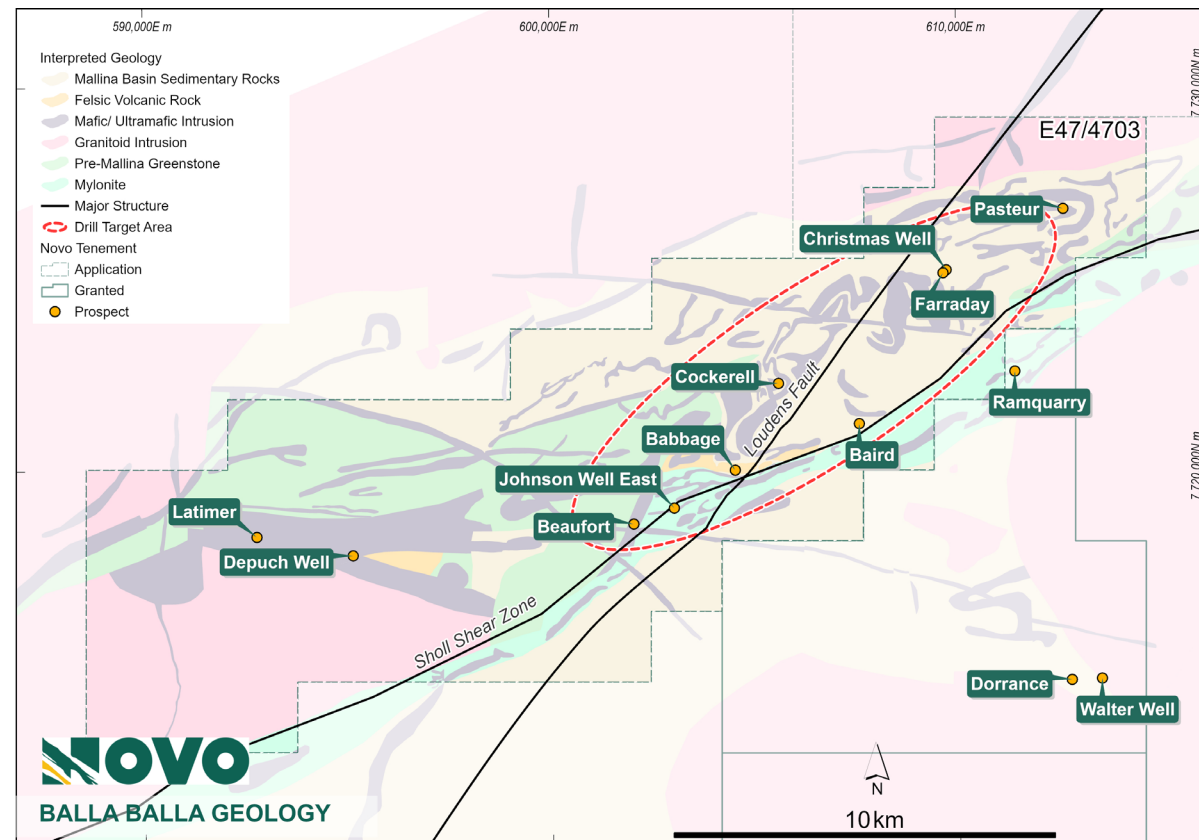 590,000E m
600,000E m
610,000E m
7 730,000N m
7 720,000N m
Interpreted Geology
Mallina Basin Sedimentary Rocks
Felsic Volcanic Rock
Mafic/ Ultramafic Intrusion
Granitoid Intrusion
Pre-Mallina Greenstone
Mylonite
Major Structure
Drill Target Area
Novo Tenement
Application
Granted
Prospect
E47/4703
Pasteur
Christmas Well
Farraday
Cockerell
Loudens Fault
Ramquarry
Babbage
Baird
Johnson Well East
Latimer
Beaufort
Depuch Well
Sholl Shear Zone
Dorrance
Walter Well
NOVO
BALLA BALLA GEOLOGY
N
10 km